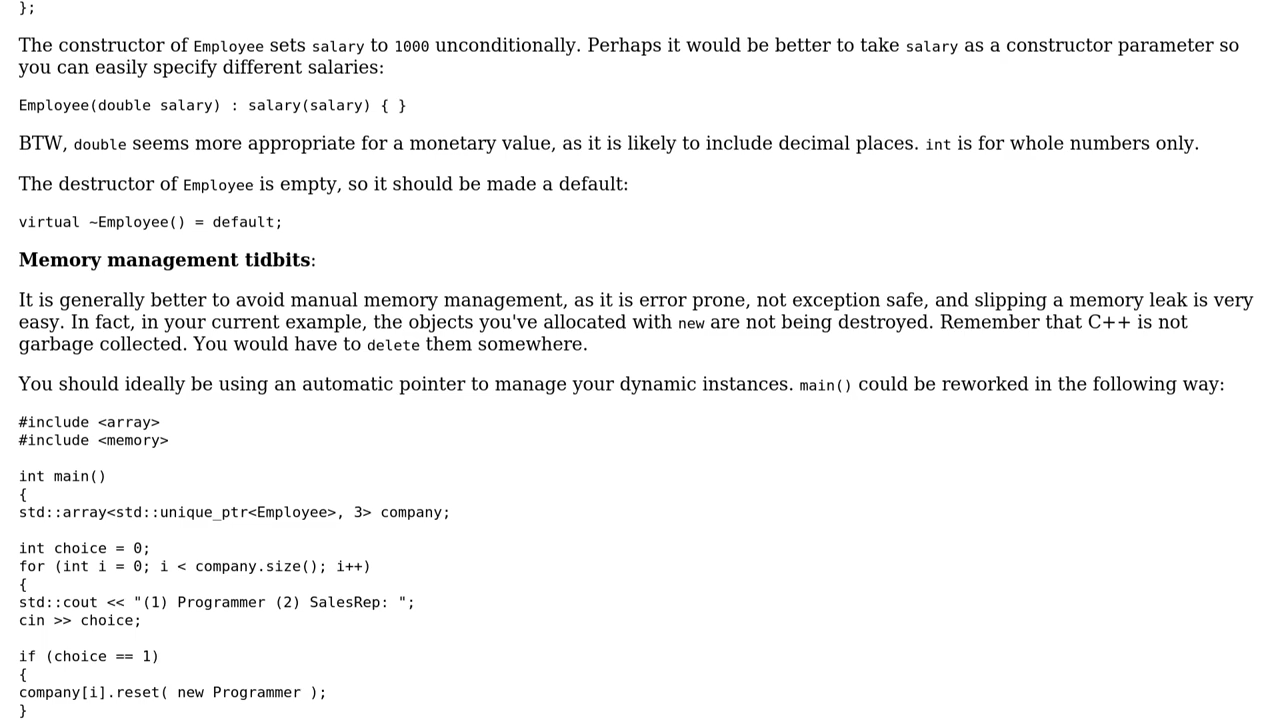 };
The constructor of Employee sets salary to 1000 unconditionally. Perhaps it would be better to take salary as a constructor parameter so
you can easily specify different salaries:
Employee(double salary) : salary(salary) { }
BTW, double seems more appropriate for a monetary value, as it is likely to include decimal places. int is for whole numbers only.
The destructor of Employee is empty, so it should be made a default:
virtual ~Employee() = default;
Memory management tidbits:
It is generally better to avoid manual memory management, as it is error prone, not exception safe, and slipping a memory leak is very
easy. In fact, in your current example, the objects you've allocated with new are not being destroyed. Remember that C++ is not
garbage collected. You would have to delete them somewhere.
You should ideally be using an automatic pointer to manage your dynamic instances. main() could be reworked in the following way:
#include <array>
#include <memory>
int main()
{
std::array<std::unique_ptr<Employee>, 3> company;
int choice = 0;
for (int i = 0; i < company.size(); i++)
{
std::cout << "(1) Programmer (2) SalesRep: ";
cin >> choice;
if (choice == 1)
{
company[i].reset( new Programmer );
}